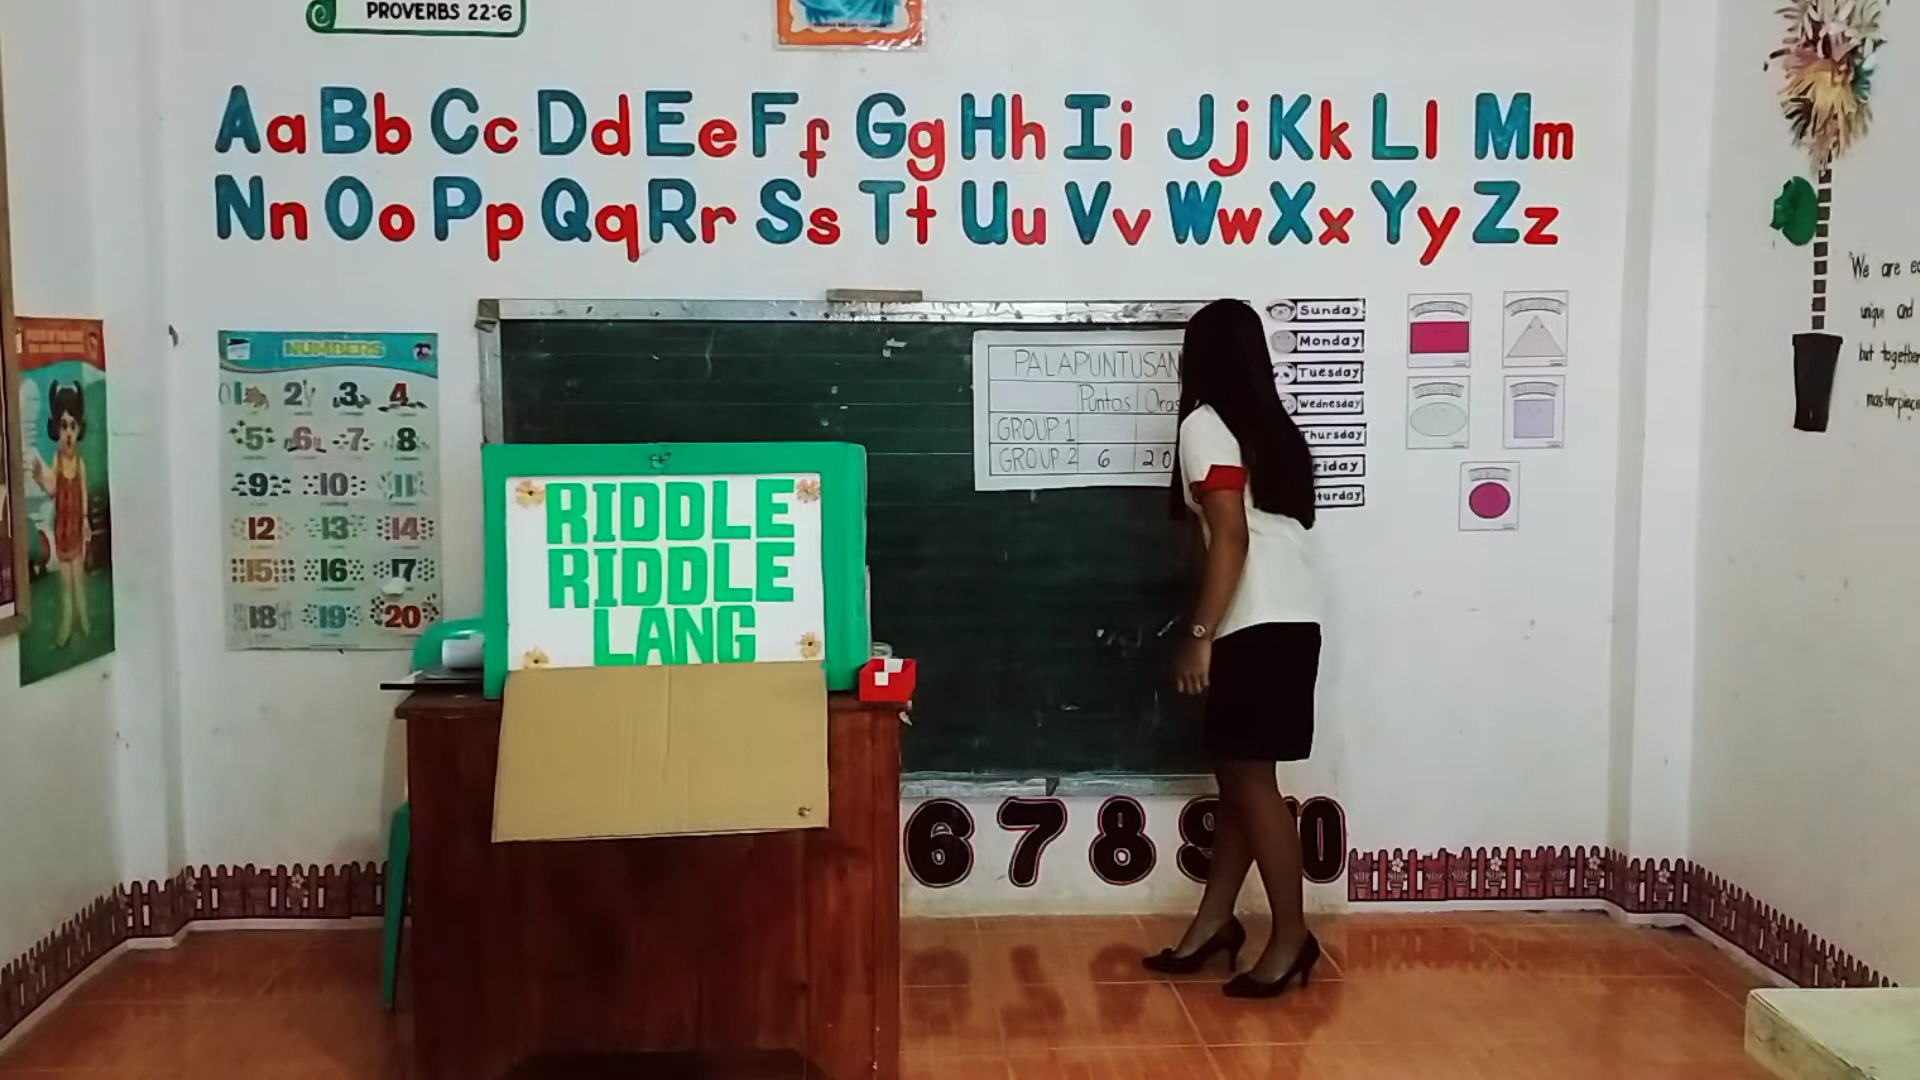 PROVERBS 22:6
Aa Bb Cc Dd Ee Ff Gg Hh Ii Jj Kk Ll Mm
Nn Oo Pp Qq Rr Ss Tt Uu Vv Ww Xx Yy Zz
We are
unique and
but together
masterpiece
NUMBERS
1 2 3 4
5 6 7 8
9 10 11
12 13 14
15 16 17
18 19 20
RIDDLE
RIDDLE
LANG
PALAPUNTUSAN
Puntos Oras
GROUP 1
GROUP 2 6 20
Sunday
Monday
Tuesday
Wednesday
Thursday
riday
turday
6 7 8 9 10